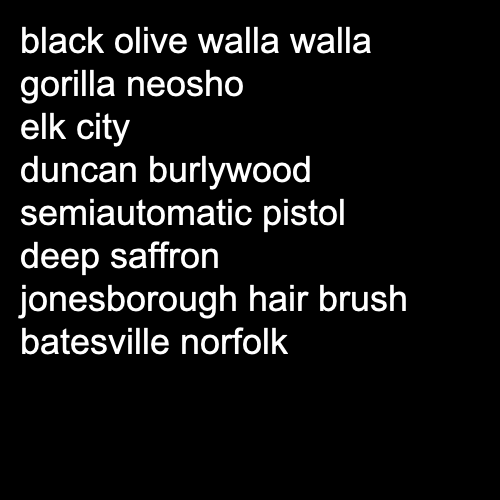 black olive walla walla
gorilla neosho
elk city
duncan burlywood
semiautomatic pistol
deep saffron
jonesborough hair brush
batesville norfolk